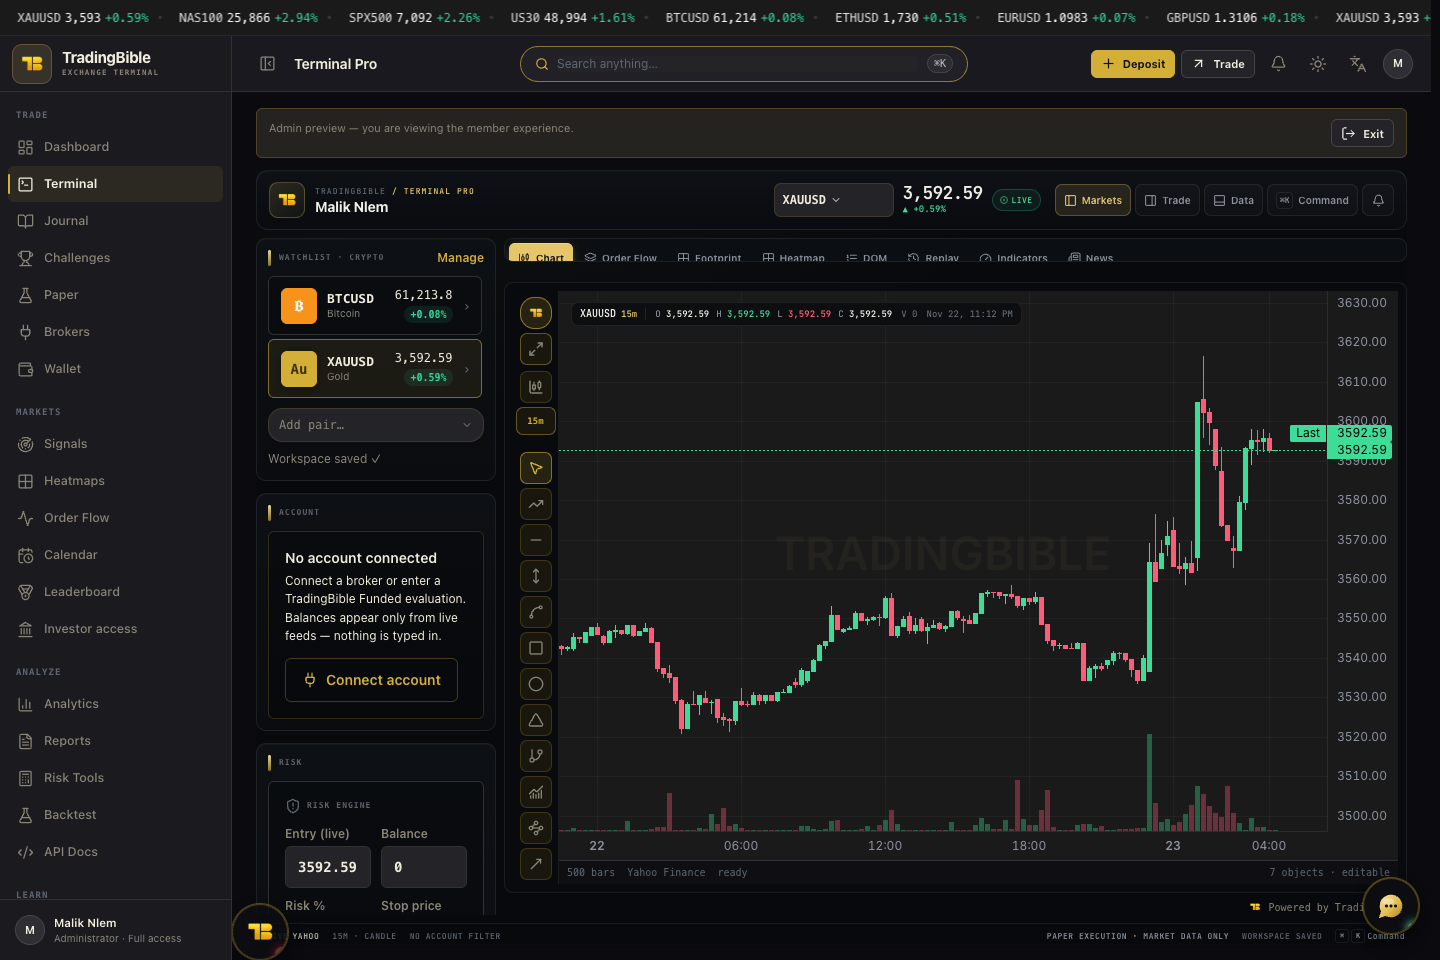 XAUUSD 3,593 +0.59% NAS100 25,866 +2.94% SPX500 7,092 +2.26% US30 48,994 +1.61% BTCUSD 61,214 +0.08% ETHUSD 1,730 +0.51% EURUSD 1.0983 +0.07% GBPUSD 1.3106 +0.18% XAUUSD 3,593 +
TradingBible
EXCHANGE TERMINAL
Terminal Pro
Search anything...
⌘K
Deposit
Trade
M
TRADE
Dashboard
Terminal
Journal
Challenges
Paper
Brokers
Wallet
MARKETS
Signals
Heatmaps
Order Flow
Calendar
Leaderboard
Investor access
ANALYZE
Analytics
Reports
Risk Tools
Backtest
API Docs
LEARN
M
Malik Nlem
Administrator · Full access
Admin preview — you are viewing the member experience.
Exit
TRADINGBIBLE / TERMINAL PRO
Malik Nlem
XAUUSD
3,592.59
▲ +0.59%
LIVE
Markets
Trade
Data
⌘K Command
WATCHLIST · CRYPTO
Manage
BTCUSD 61,213.8
Bitcoin +0.08%
Au
XAUUSD 3,592.59
Gold +0.59%
Add pair…
Workspace saved ✓
ACCOUNT
No account connected
Connect a broker or enter a
TradingBible Funded evaluation.
Balances appear only from live
feeds — nothing is typed in.
Connect account
RISK
RISK ENGINE
Entry (live) Balance
3592.59 0
Risk % Stop price
Chart Order Flow Footprint Heatmap DOM Replay Indicators News
XAUUSD 15m O 3,592.59 H 3,592.59 L 3,592.59 C 3,592.59 V 0 Nov 22, 11:12 PM
15m
TRADINGBIBLE
3630.00
3620.00
3610.00
3600.00
Last 3592.59
3592.59
3590.00
3580.00
3570.00
3560.00
3550.00
3540.00
3530.00
3520.00
3510.00
3500.00
22 06:00 12:00 18:00 23 04:00
500 bars Yahoo Finance ready
7 objects · editable
Powered by Tradi
YAHOO 15M · CANDLE NO ACCOUNT FILTER
PAPER EXECUTION · MARKET DATA ONLY WORKSPACE SAVED ⌘ K Command